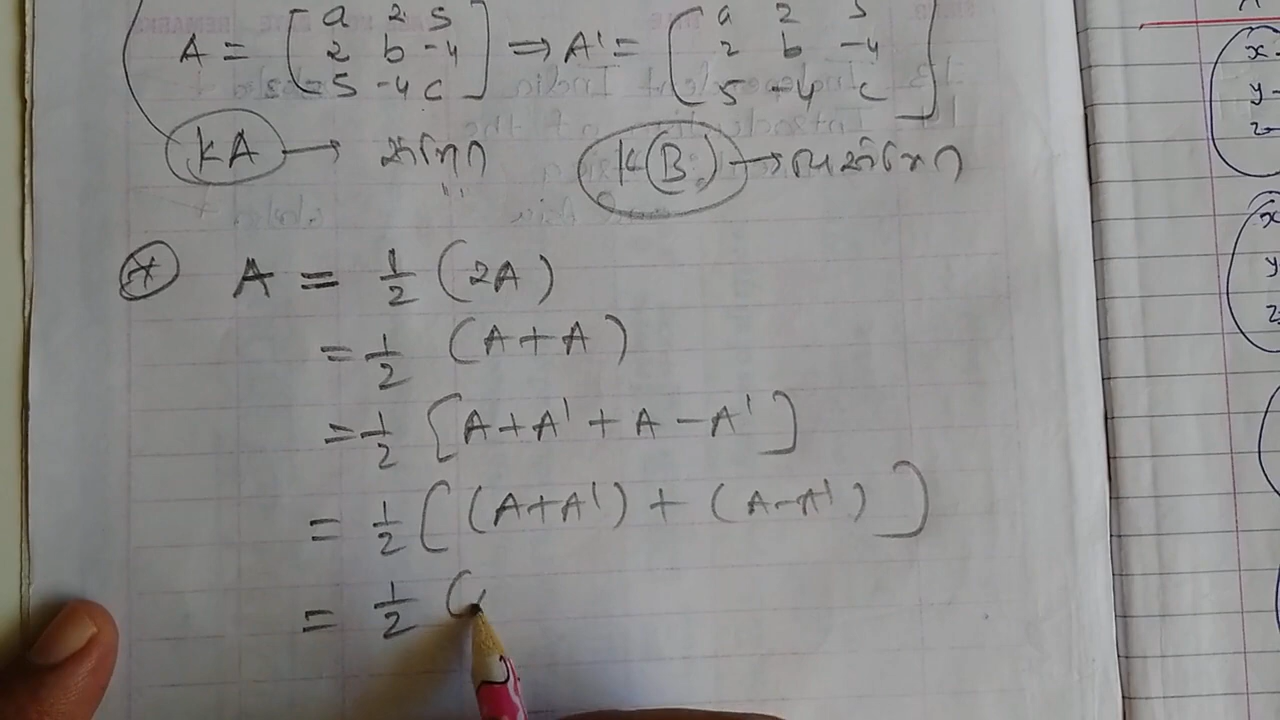 a 2 5 a 2 5
A = [ 2 b -4 ] ⇒ A' = [ 2 b -4 ]
5 -4 c 5 -4 c
kA → k(B) →
* A = 1/2 (2A)
= 1/2 (A+A)
= 1/2 [A+A' + A-A']
= 1/2 [(A+A') + (A-A')]
= 1/2 (
x-
y-
z-
x
y
z